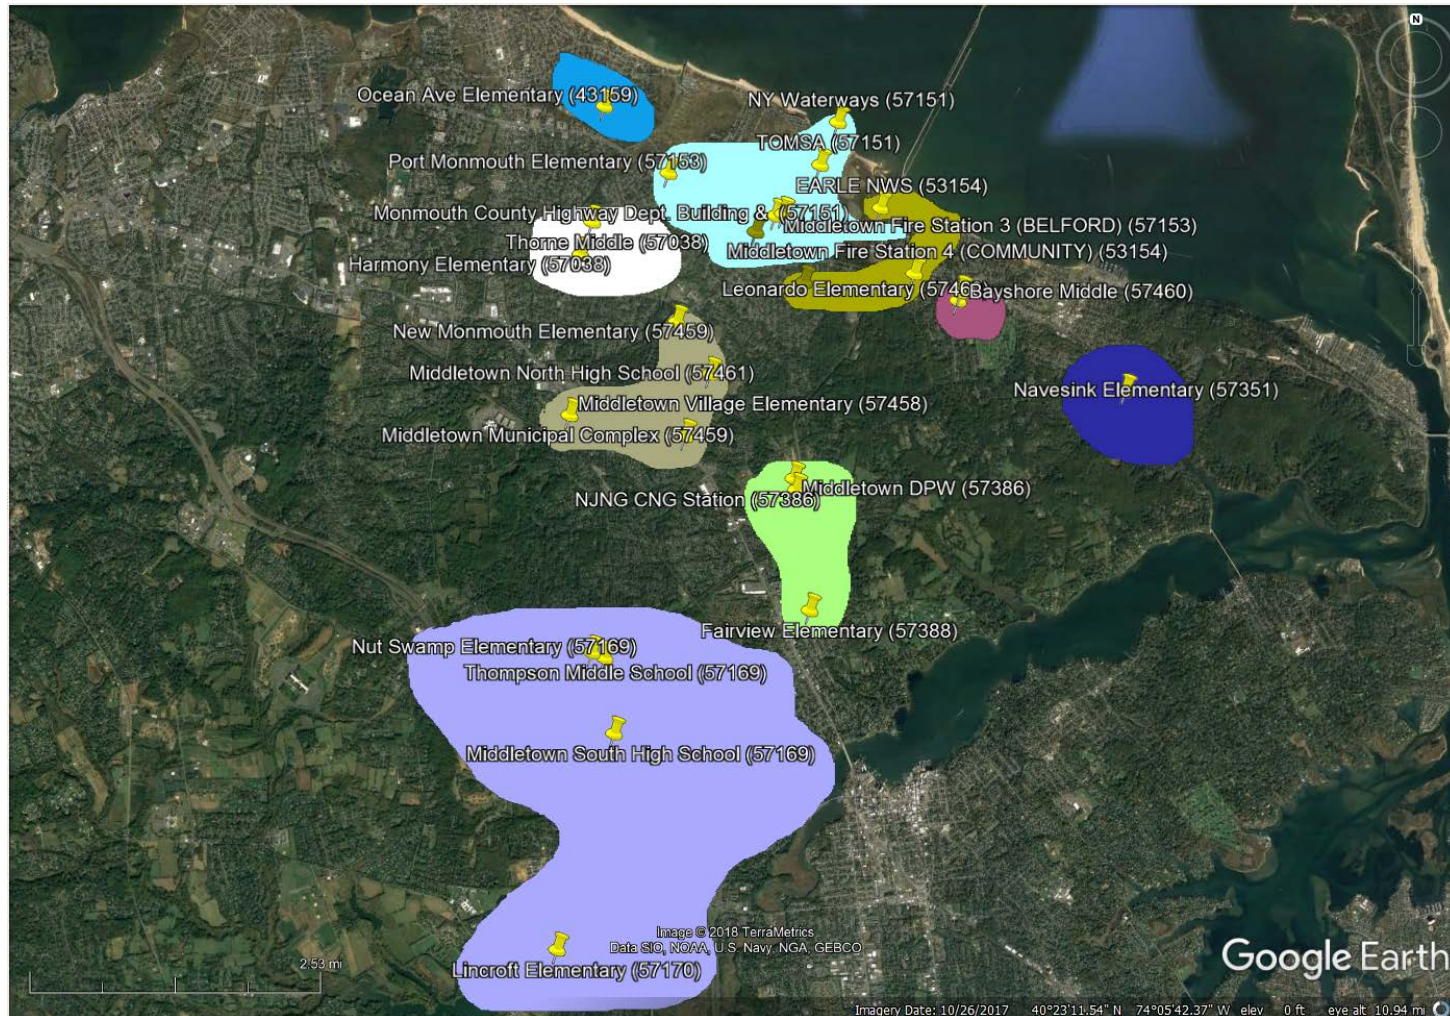 N
Ocean Ave Elementary (43159)
NY Waterways (57151)
TOMSA (57151)
Port Monmouth Elementary (57153)
EARLE NWS (53154)
Monmouth County Highway Dept. Building & (57151)
Middletown Fire Station 3 (BELFORD) (57153)
Thorne Middle (57038)
Middletown Fire Station 4 (COMMUNITY) (53154)
Harmony Elementary (57038)
Leonardo Elementary (5746
Bayshore Middle (57460)
New Monmouth Elementary (57459)
Middletown North High School (57461)
Navesink Elementary (57351)
Middletown Village Elementary (57458)
Middletown Municipal Complex (57459)
Middletown DPW (57386)
NJNG CNG Station (57386)
Fairview Elementary (57388)
Nut Swamp Elementary (57169)
Thompson Middle School (57169)
Middletown South High School (57169)
Image © 2018 TerraMetrics
Data SIO, NOAA, U.S. Navy, NGA, GEBCO
Google Earth
2.53 mi
Lincroft Elementary (57170)
Imagery Date: 10/26/2017 40°23'11.54" N 74°05'42.37" W elev 0 ft eye alt 10.94 mi